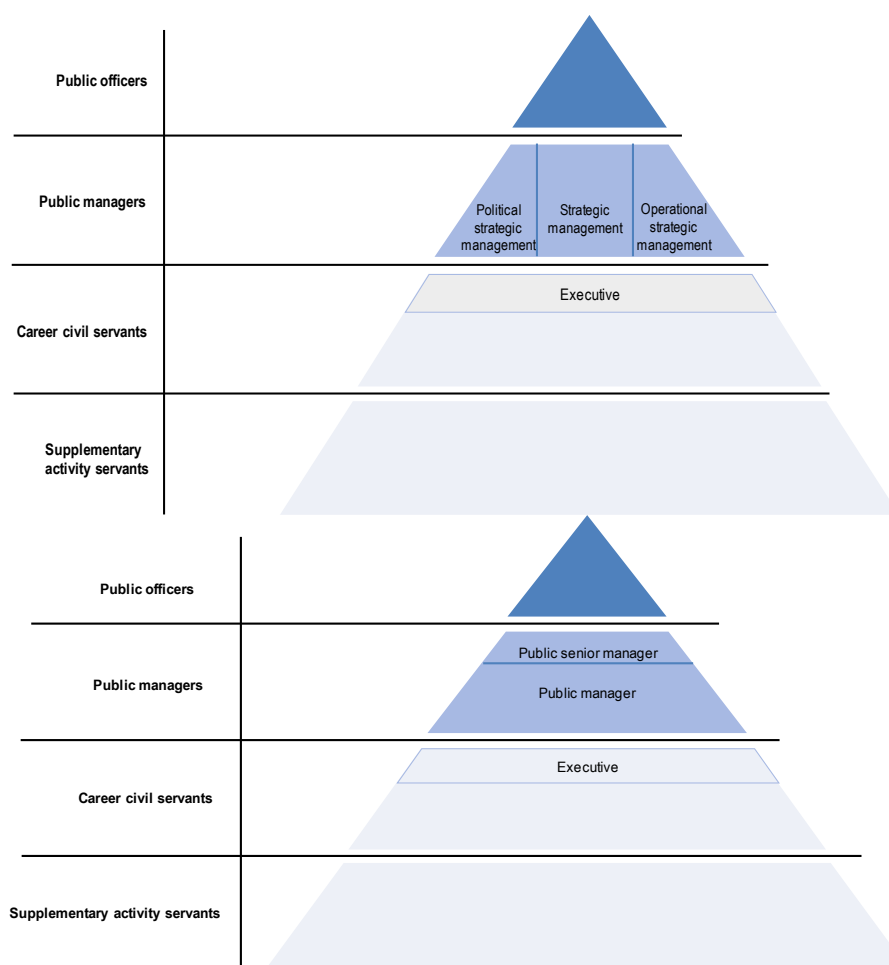 Public officers
Public managers
Political
strategic
management
Strategic
management
Operational
strategic
management
Executive
Career civil servants
Supplementary
activity servants
Public officers
Public senior manager
Public managers
Public manager
Executive
Career civil servants
Supplementary activity servants